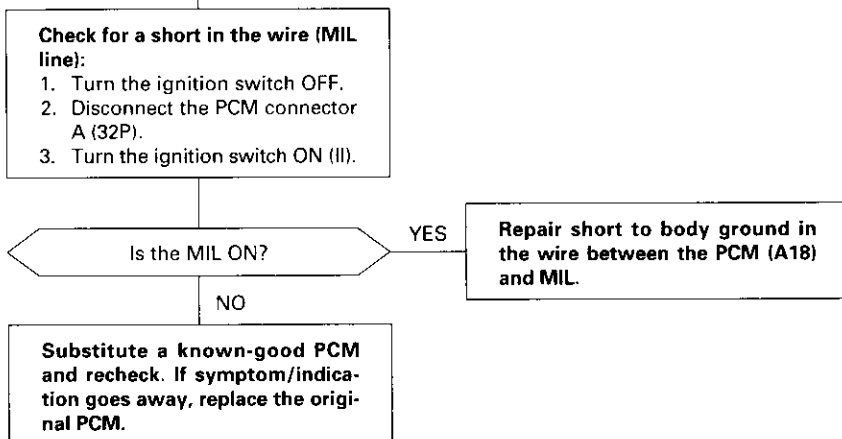 Check for a short in the wire (MIL
line):
1. Turn the ignition switch OFF.
2. Disconnect the PCM connector
A (32P).
3. Turn the ignition switch ON (II).
Is the MIL ON?
YES
Repair short to body ground in
the wire between the PCM (A18)
and MIL.
NO
Substitute a known-good PCM
and recheck. If symptom/indica-
tion goes away, replace the origi-
nal PCM.